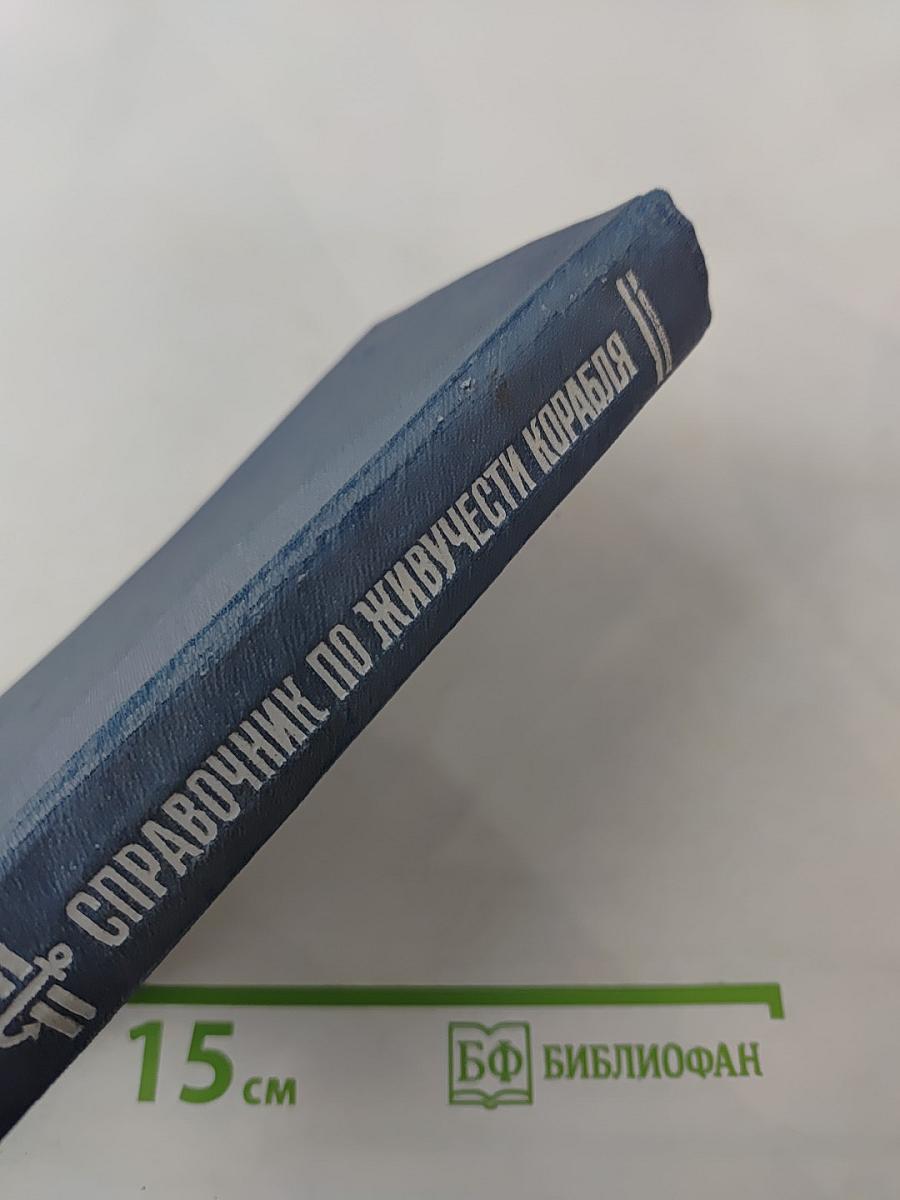 СПРАВОЧНИК ПО ЖИВУЧЕСТИ КОРАБЛЯ
15 см
БФ БИБЛИОФАН